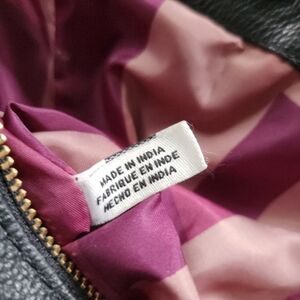 MADE IN INDIA
FABRIQUE EN INDE
HECHO EN INDIA